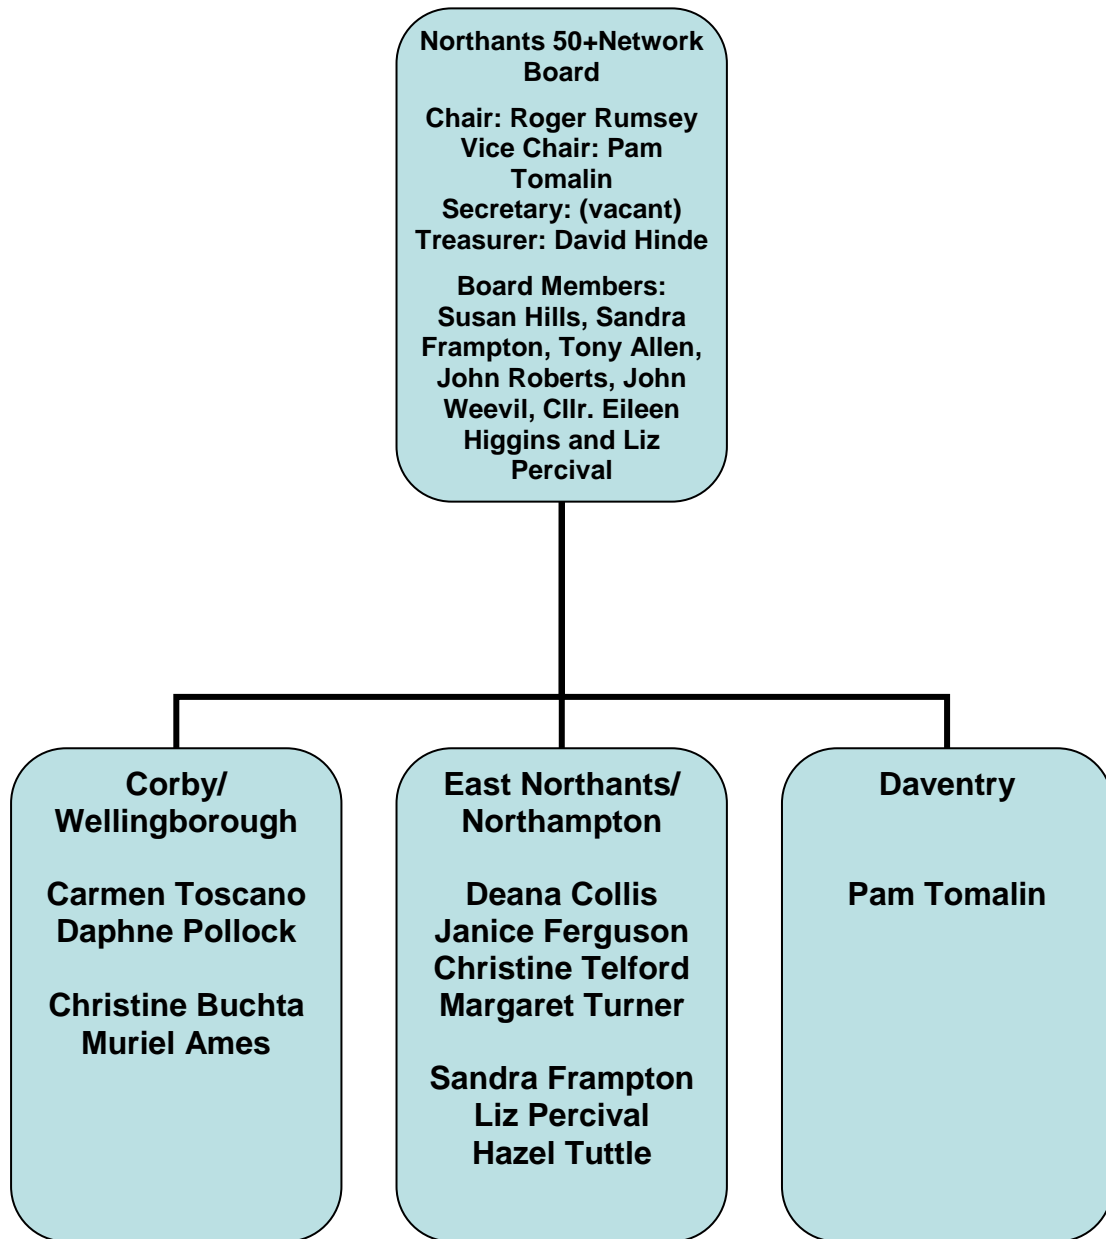 Northants 50+Network
Board
Chair: Roger Rumsey
Vice Chair: Pam
Tomalin
Secretary: (vacant)
Treasurer: David Hinde
Board Members:
Susan Hills, Sandra
Frampton, Tony Allen,
John Roberts, John
Weevil, Cllr. Eileen
Higgins and Liz
Percival
Corby/
Wellingborough
Carmen Toscano
Daphne Pollock
Christine Buchta
Muriel Ames
East Northants/
Northampton
Deana Collis
Janice Ferguson
Christine Telford
Margaret Turner
Sandra Frampton
Liz Percival
Hazel Tuttle
Daventry
Pam Tomalin